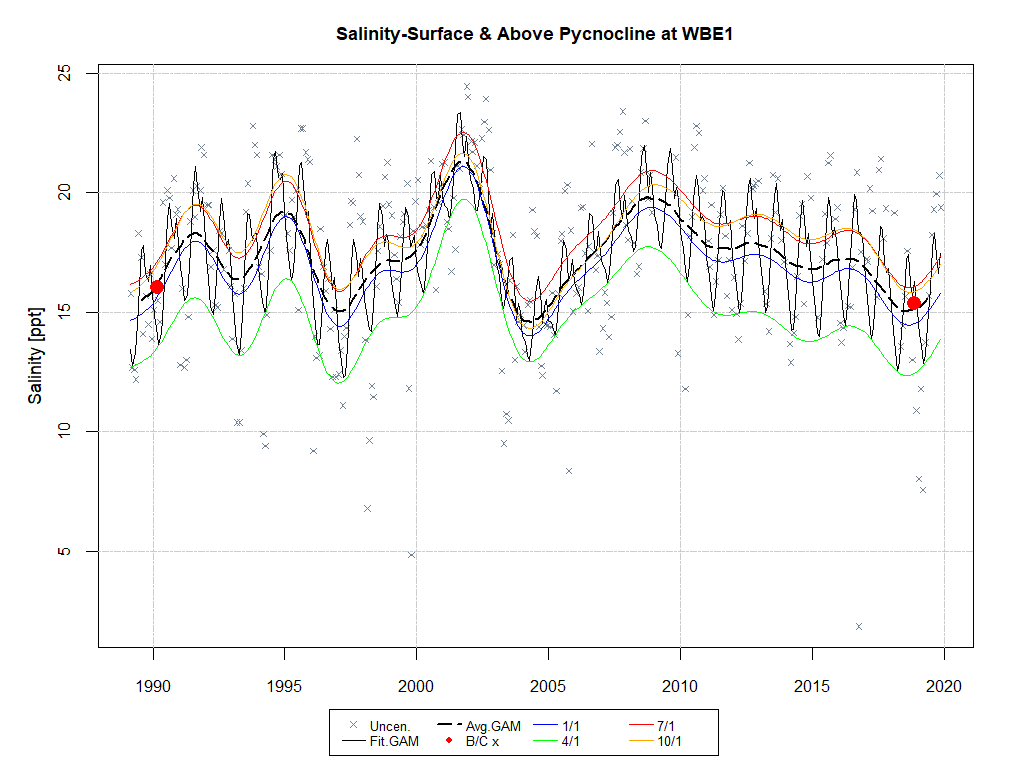 Salinity-Surface & Above Pycnocline at WBE1
25
20
15
10
5
Salinity [ppt]
1990 1995 2000 2005 2010 2015 2020
Uncen. Avg.GAM 1/1 7/1
Fit.GAM B/C x 4/1 10/1